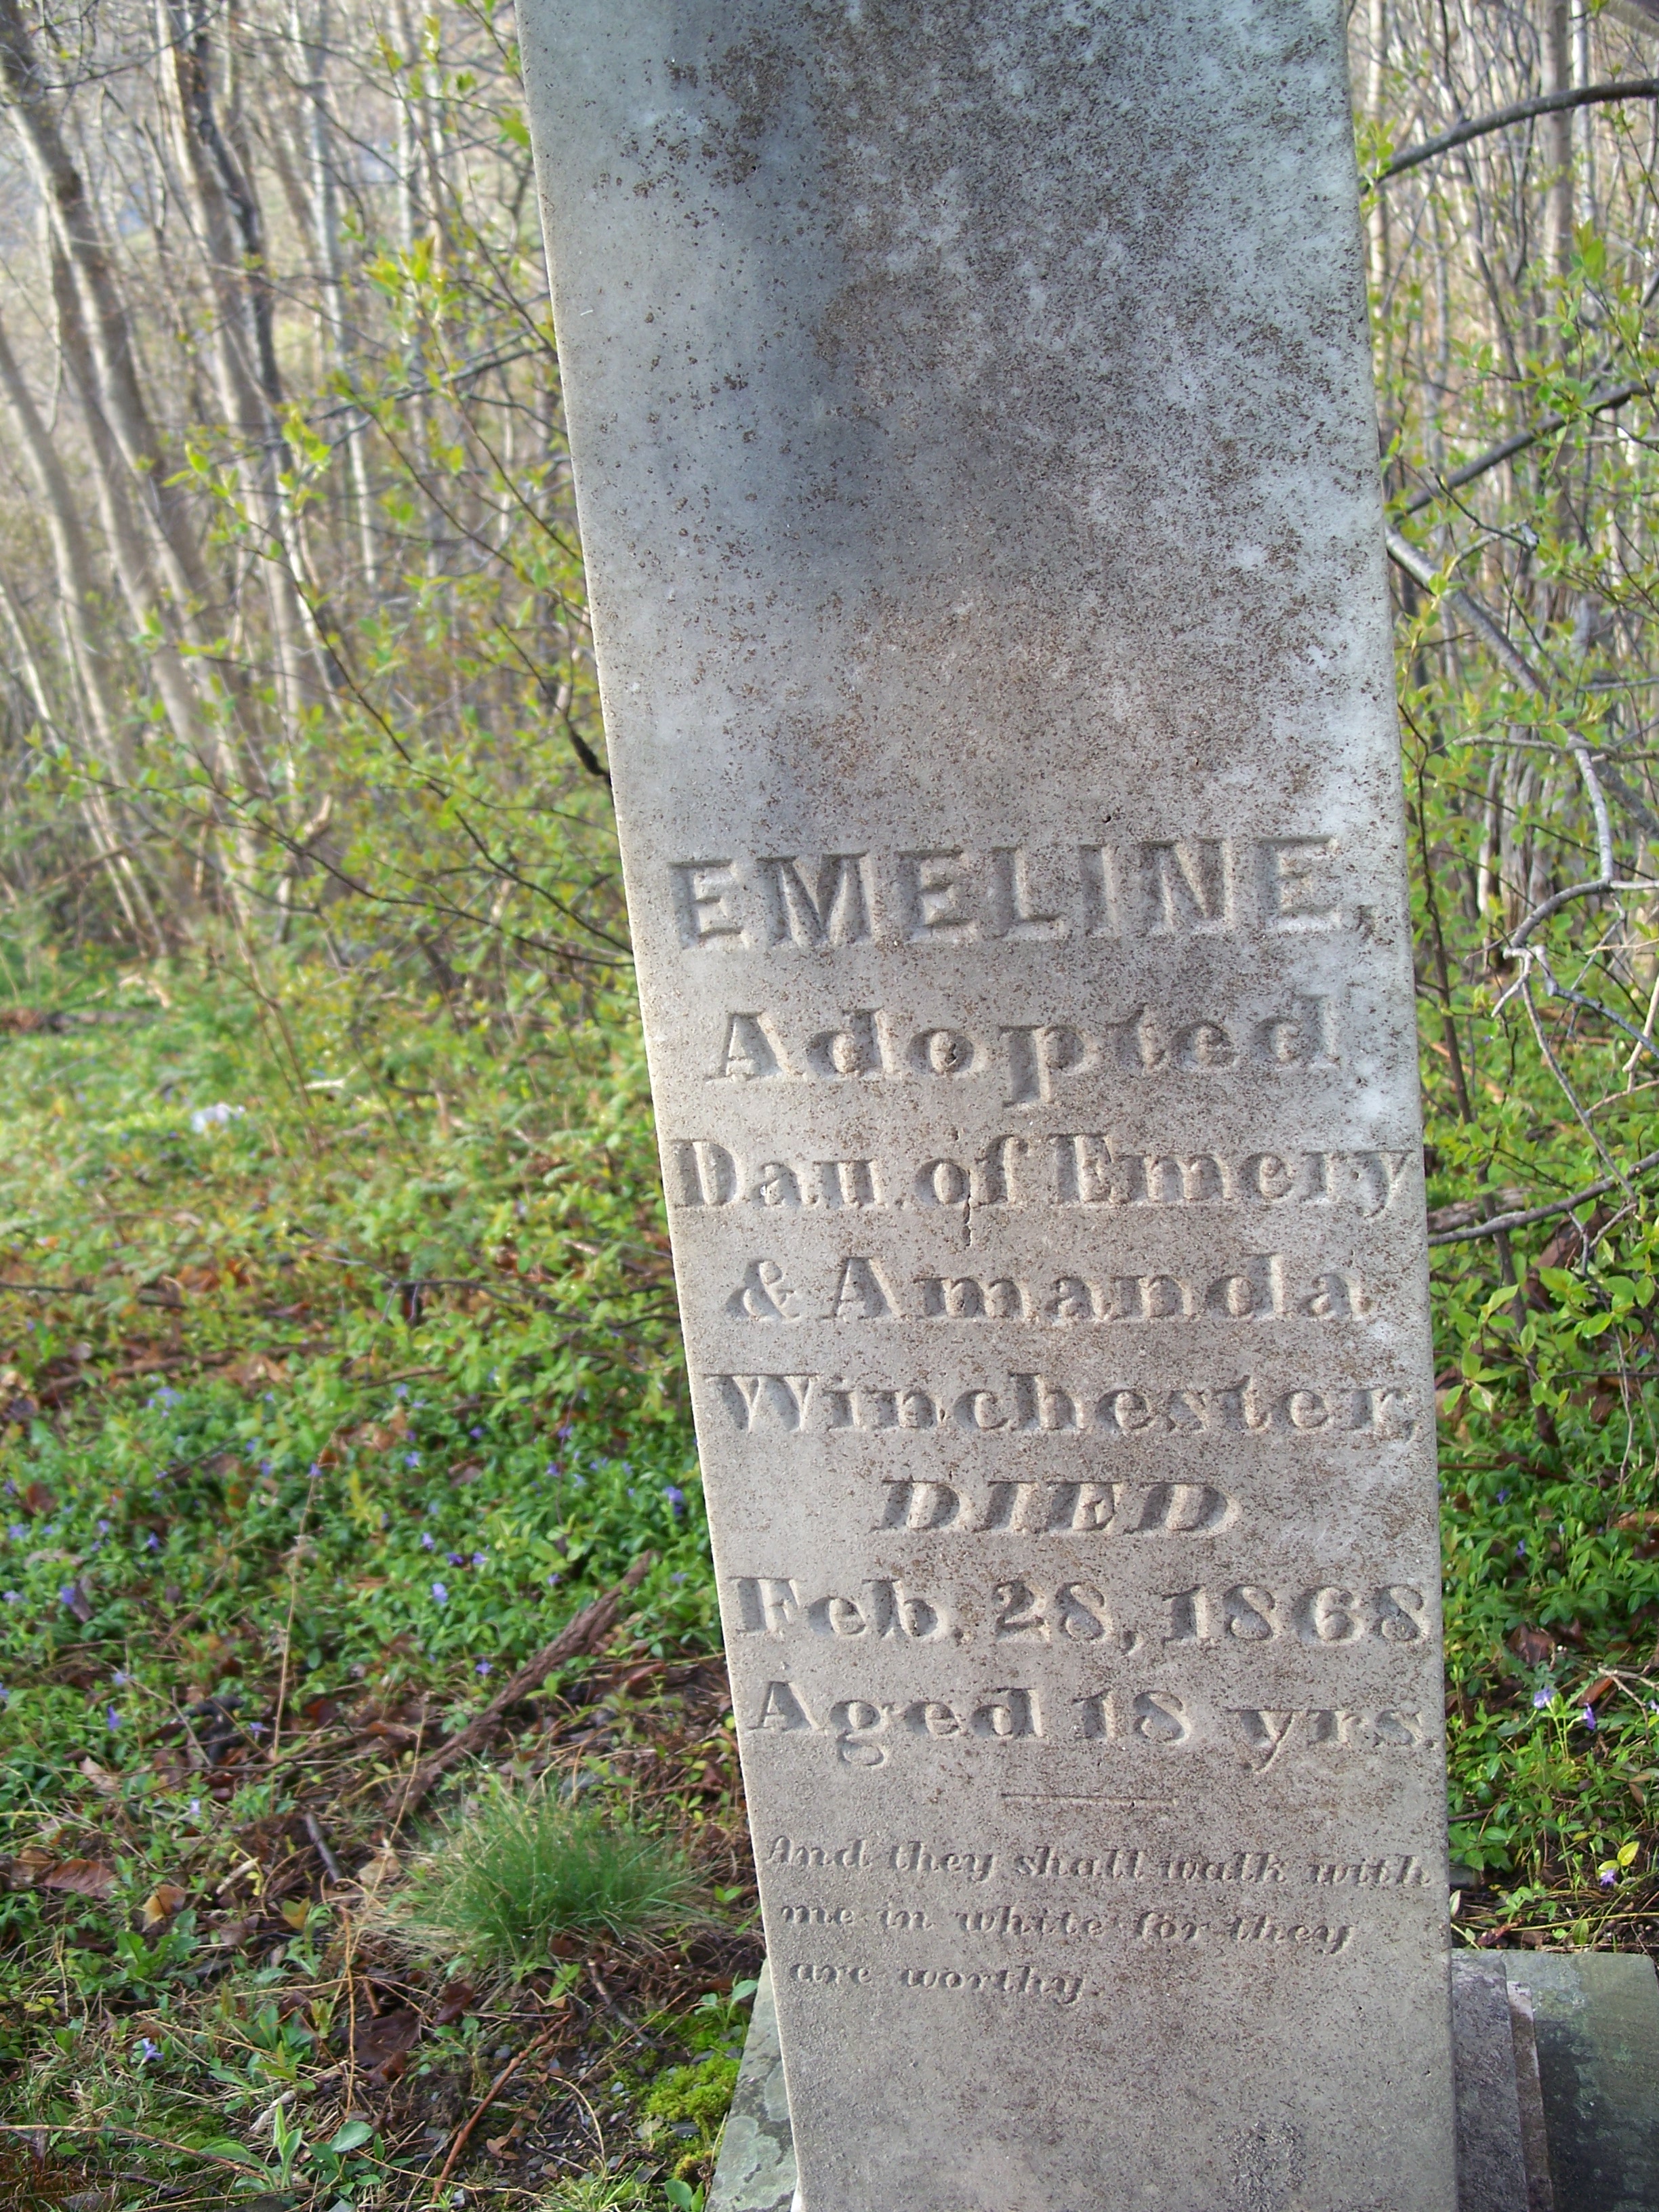 EMELINE,
Adopted
Dau. of Emery
& Amanda
Winchester,
DIED
Feb. 28, 1868
Aged 18 yrs.
And they shall walk with
me in white for they
are worthy.